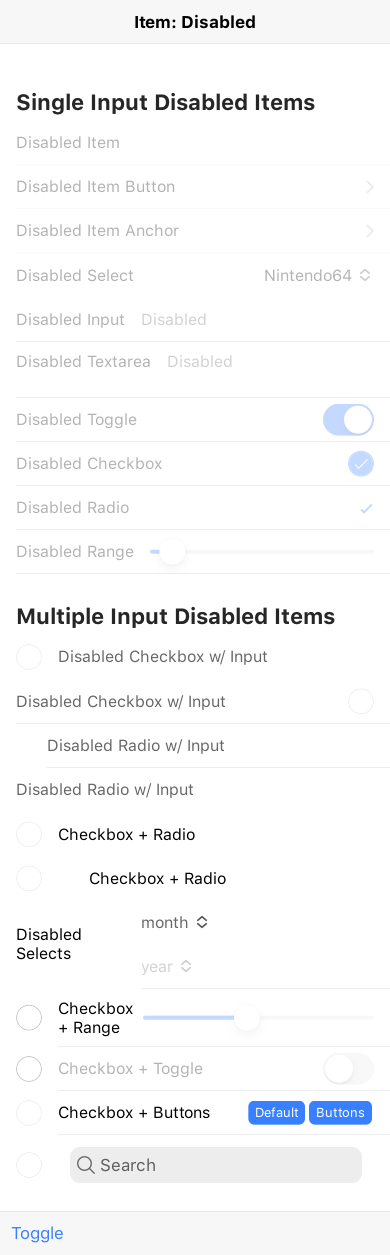 Item: Disabled
Single Input Disabled Items
Disabled Item
Disabled Item Button
Disabled Item Anchor
Disabled Select Nintendo64
Disabled Input Disabled
Disabled Textarea Disabled
Disabled Toggle
Disabled Checkbox
Disabled Radio
Disabled Range
Multiple Input Disabled Items
Disabled Checkbox w/ Input
Disabled Checkbox w/ Input
Disabled Radio w/ Input
Disabled Radio w/ Input
Checkbox + Radio
Checkbox + Radio
Disabled
Selects
month
year
Checkbox
+ Range
Checkbox + Toggle
Checkbox + Buttons Default Buttons
Search
Toggle